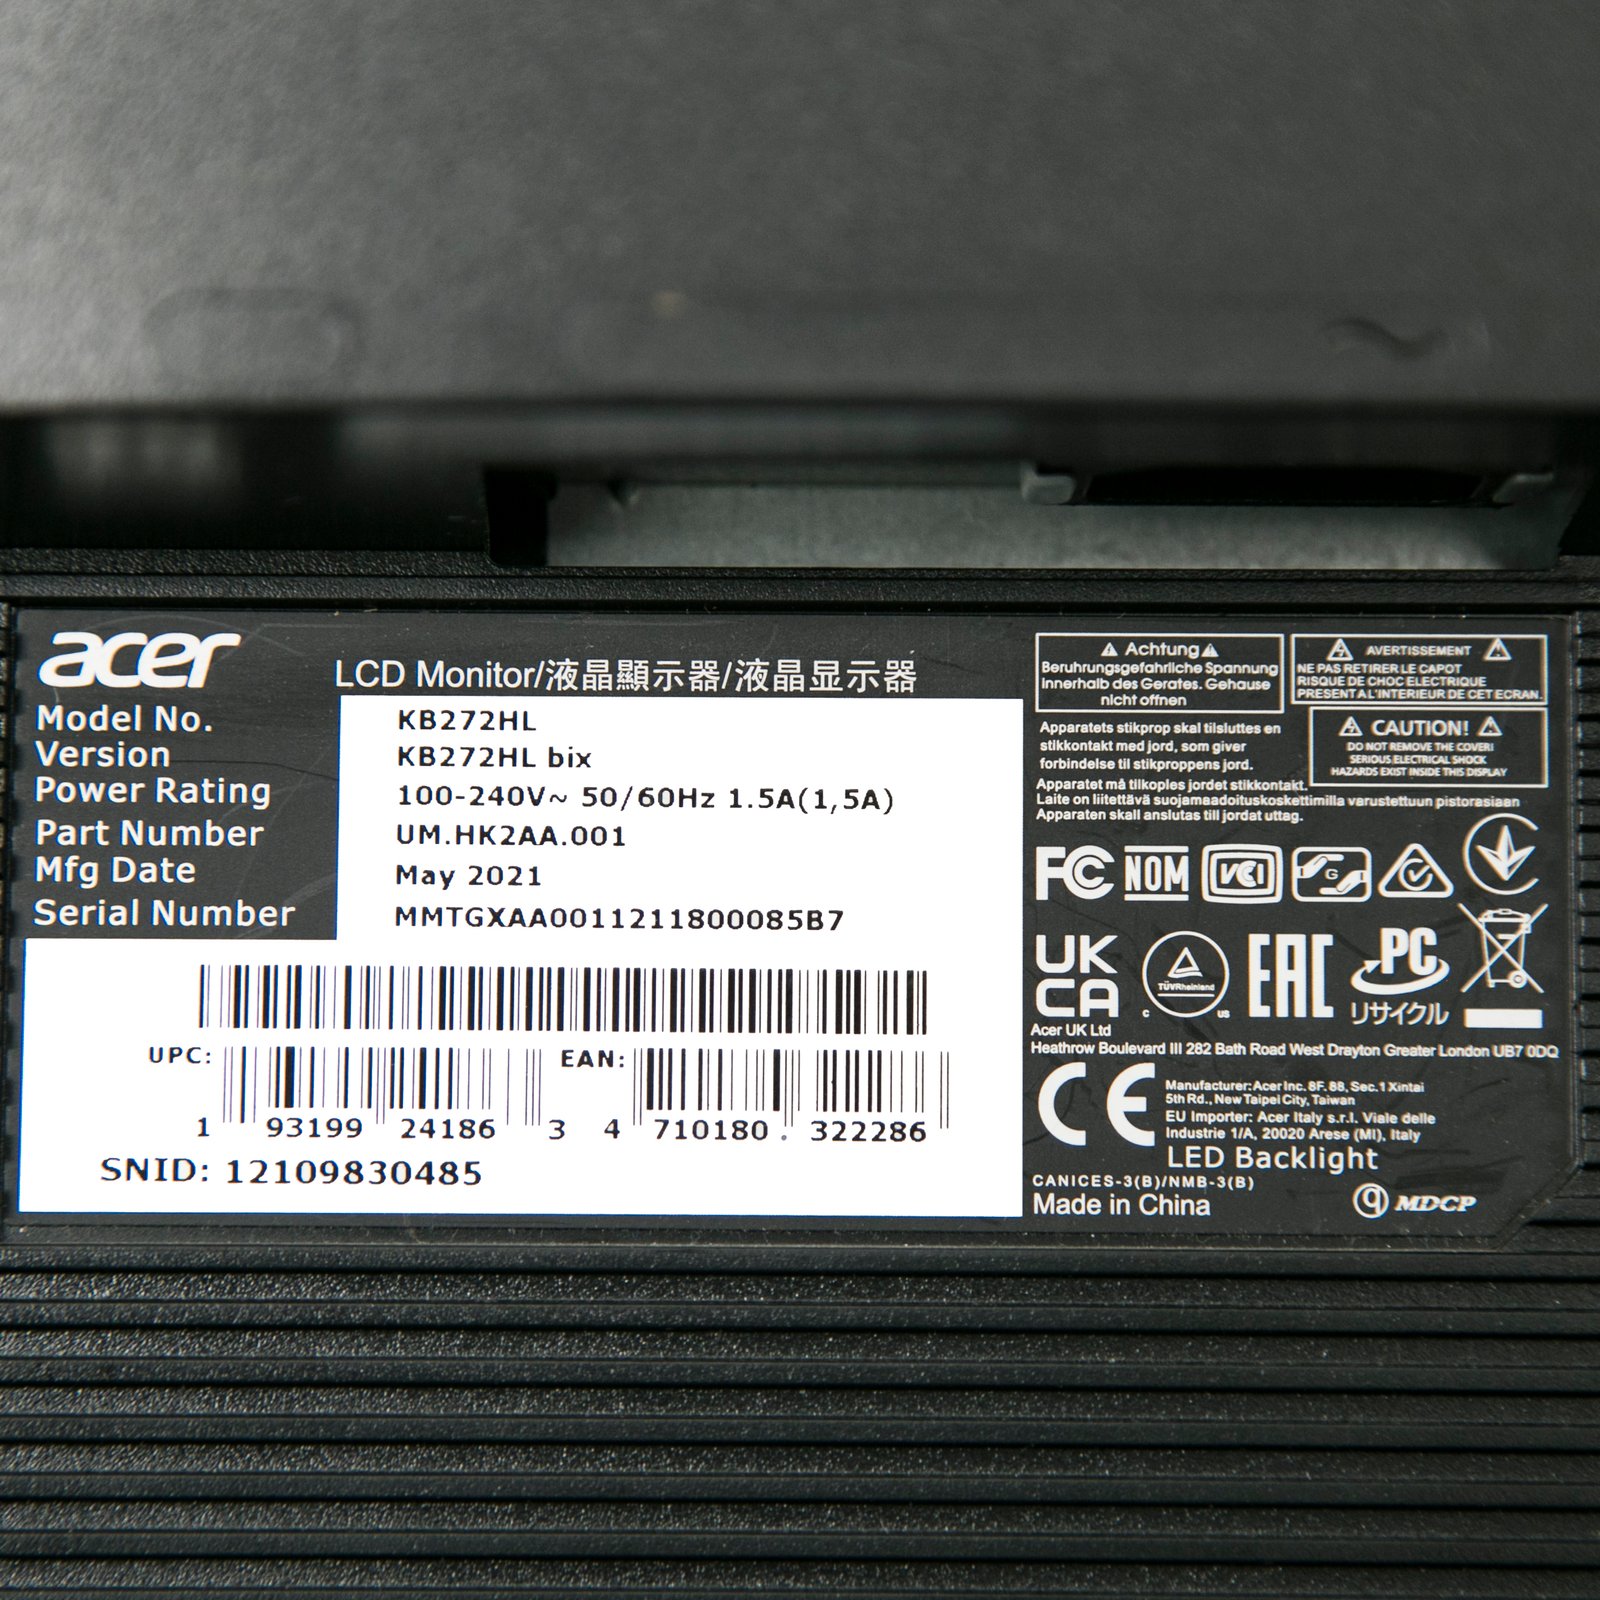 acer
LCD Monitor/液晶顯示器/液晶显示器
Model No. KB272HL
Version KB272HL bix
Power Rating 100-240V~ 50/60Hz 1.5A(1,5A)
Part Number UM.HK2AA.001
Mfg Date May 2021
Serial Number MMTGXAA0011211800085B7
UPC:
1 93199 24186 3
EAN:
4 710180 322286
SNID: 12109830485
Achtung
Beruhrungsgefahrliche Spannung
innerhalb des Gerates. Gehause
nicht offnen
AVERTISSEMENT
NE PAS RETIRER LE CAPOT
RISQUE DE CHOC ELECTRIQUE
PRESENT A L'INTERIEUR DE CET ECRAN.
CAUTION!
DO NOT REMOVE THE COVER!
SERIOUS ELECTRICAL SHOCK
HAZARDS EXIST INSIDE THIS DISPLAY
Apparatets stikprop skal tilsluttes en
stikkontakt med jord, som giver
forbindelse til stikproppens jord.
Apparatet må tilkoples jordet stikkontakt.
Laite on liitettävä suojamaadoituskoskettimilla varustettuun pistorasiaan
Apparaten skall anslutas till jordat uttag.
FC NOM VCI G
UK
CA
TÜVRheinland
C US
EAC
PC
リサイクル
Acer UK Ltd
Heathrow Boulevard III 282 Bath Road West Drayton Greater London UB7 0DQ
CE
Manufacturer: Acer Inc. 8F. 88, Sec.1 Xintai
5th Rd., New Taipei City, Taiwan
EU Importer: Acer Italy s.r.l. Viale delle
Industrie 1/A, 20020 Arese (MI), Italy
LED Backlight
CANICES-3(B)/NMB-3(B)
Made in China
MDCP